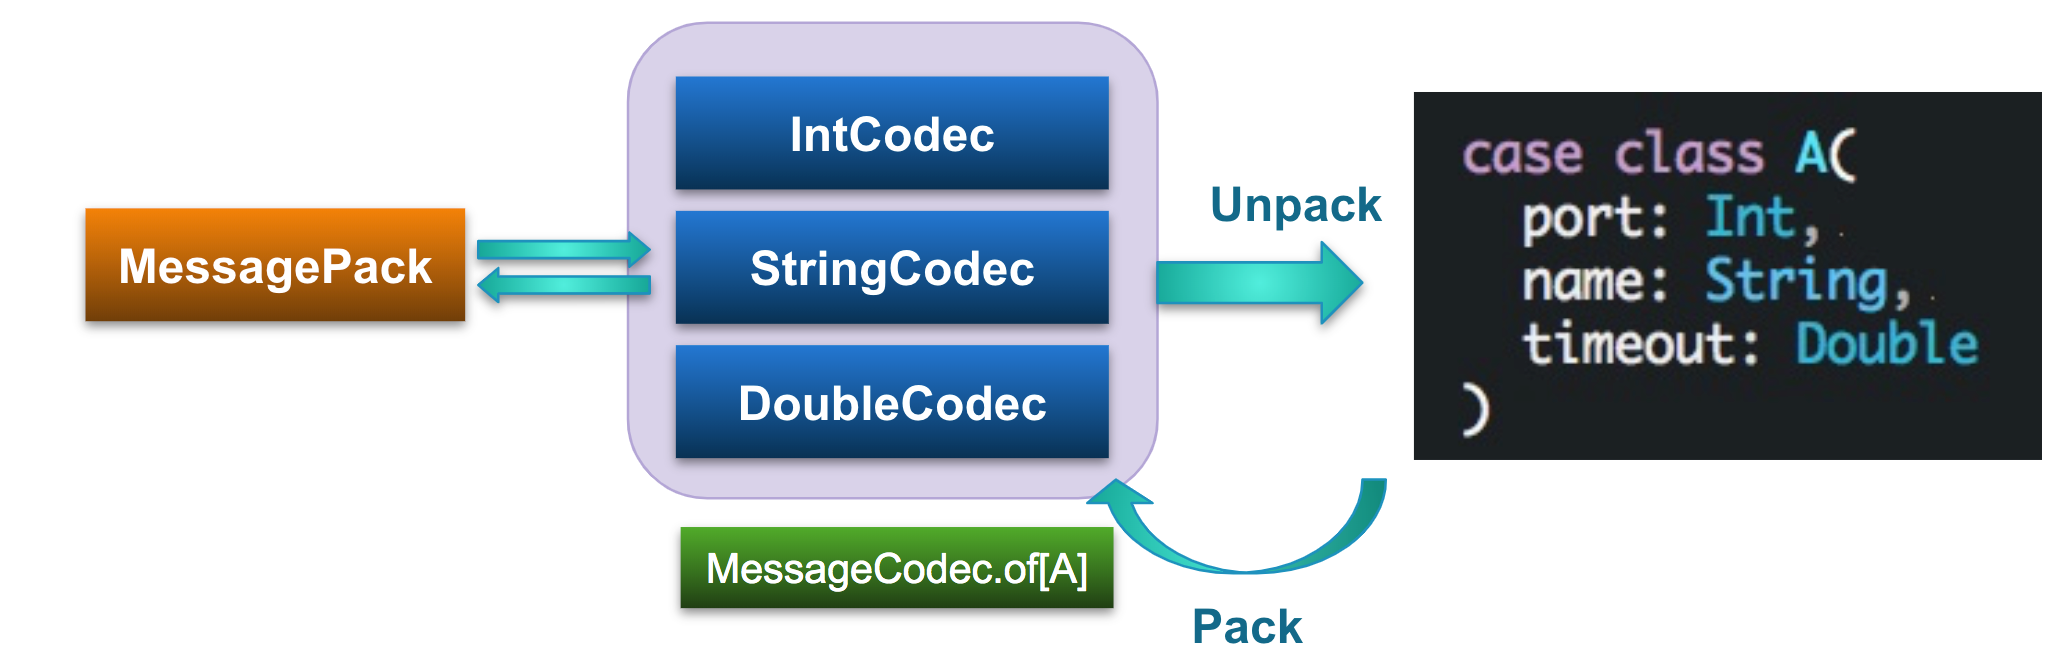 MessagePack
IntCodec
StringCodec
DoubleCodec
MessageCodec.of[A]
Unpack
Pack
case class A(
port: Int,
name: String,
timeout: Double
)